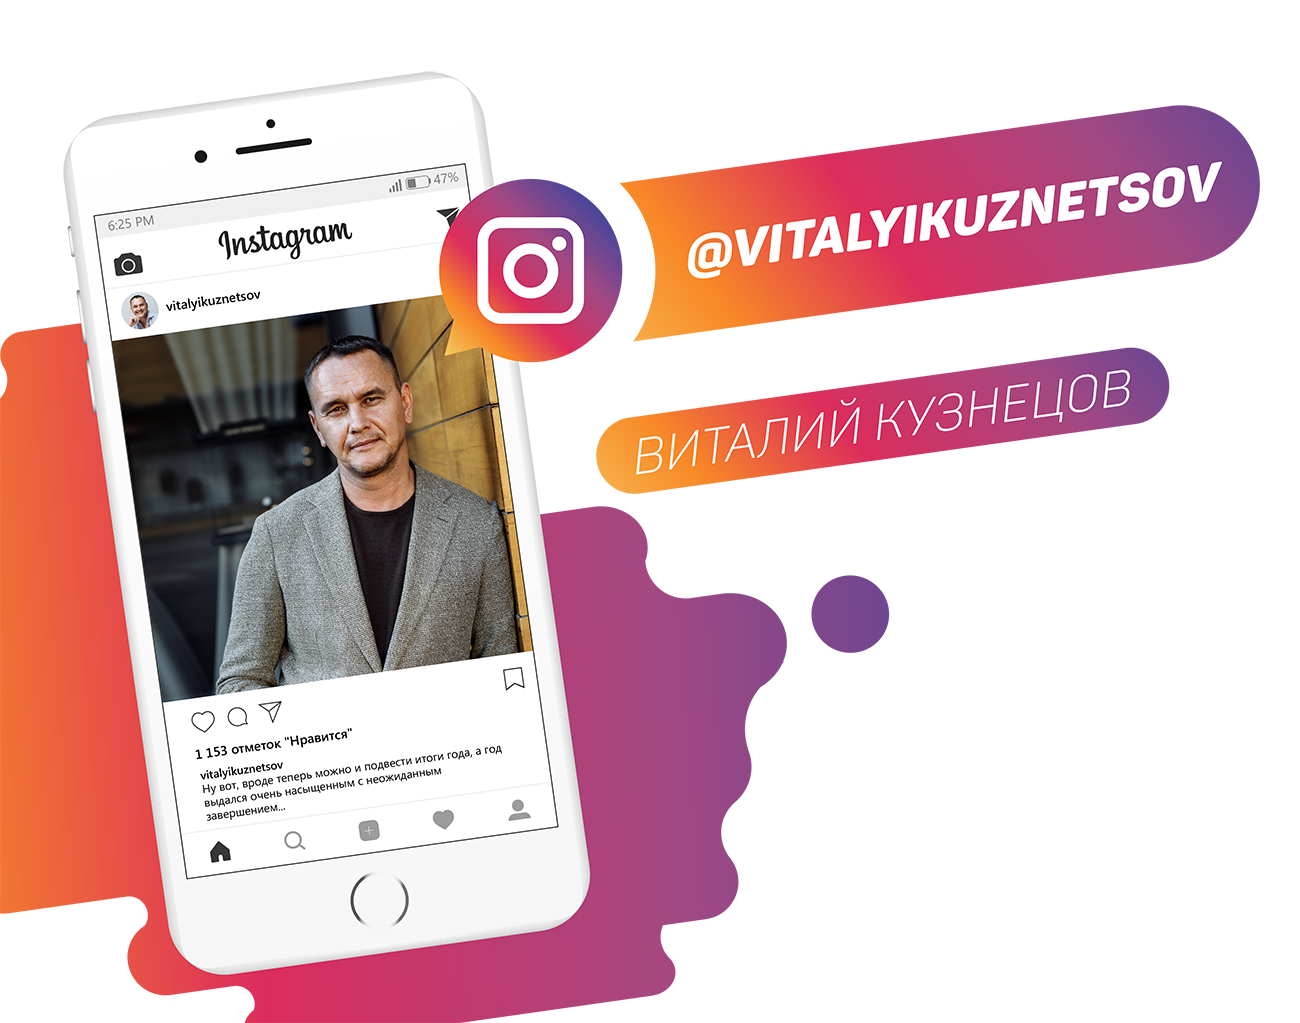 6:25 PM
47%
Instagram
vitalyikuznetsov
@VITALYIKUZNETSOV
ВИТАЛИЙ КУЗНЕЦОВ
1 153 отметок "Нравится"
vitalyikuznetsov
Ну вот, вроде теперь можно и подвести итоги года, а год
выдался очень насыщенным с неожиданным
завершением...